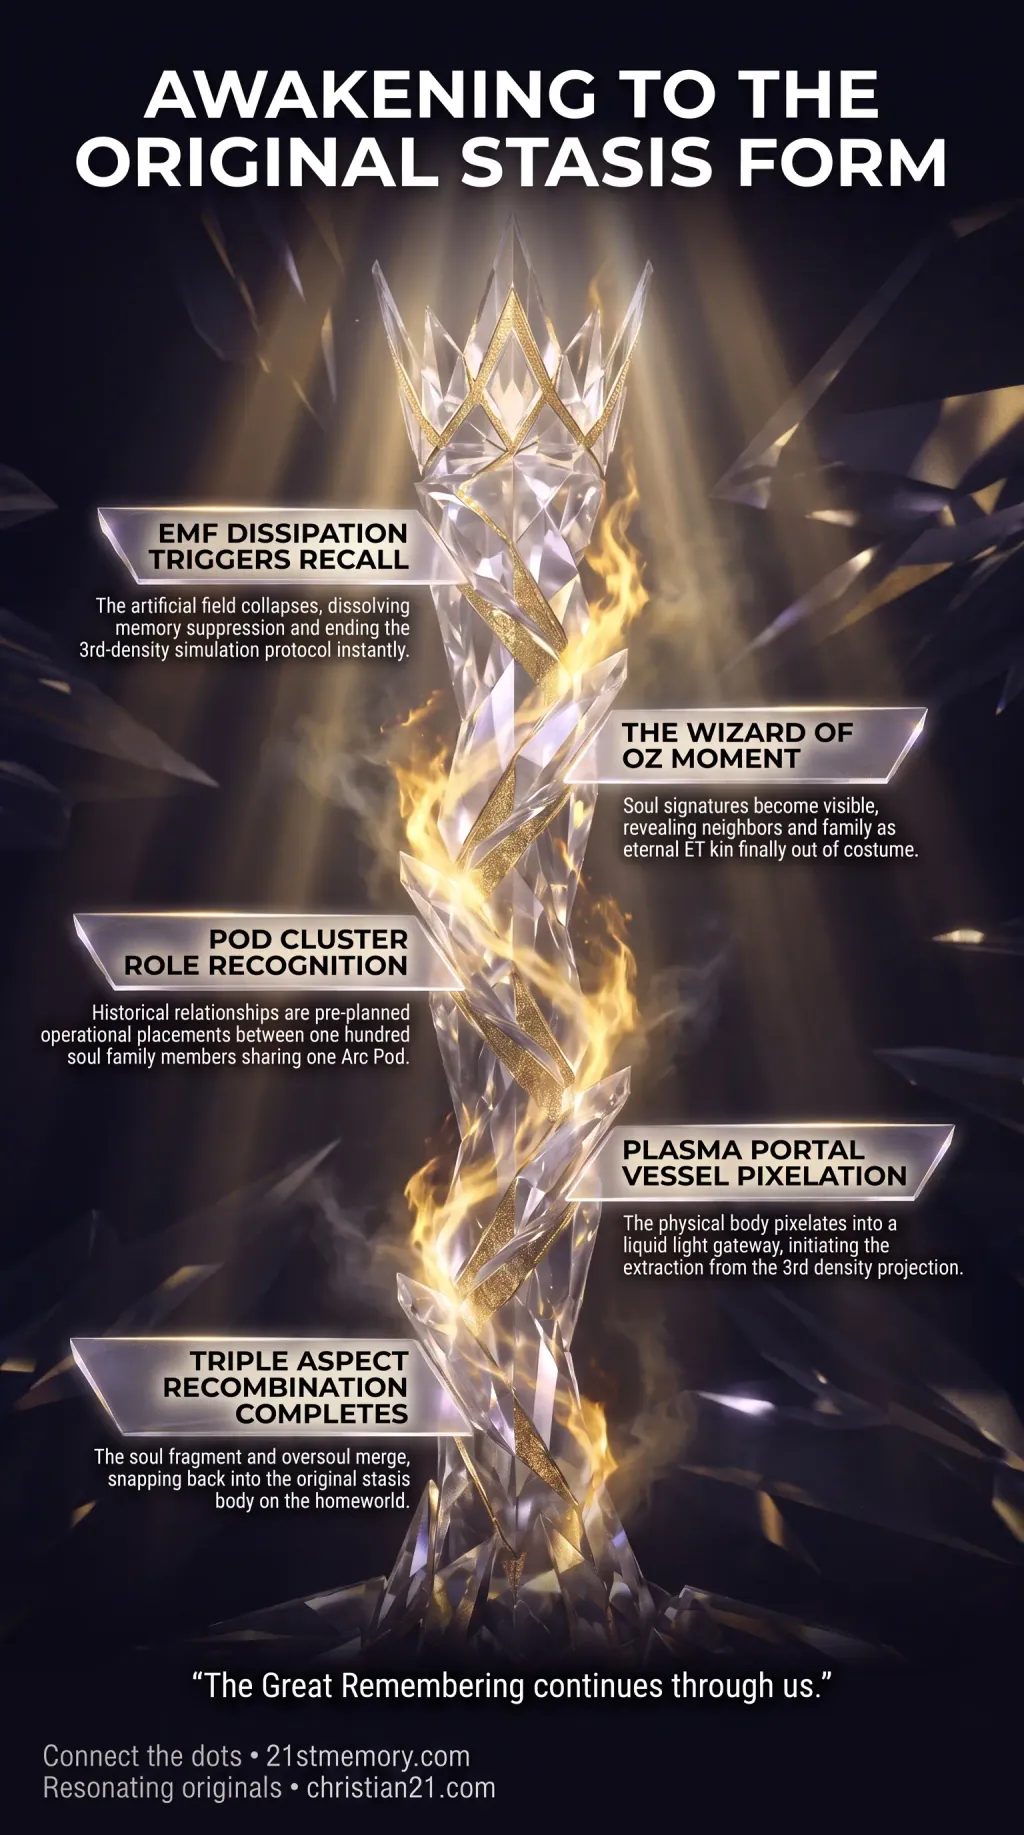 AWAKENING TO THE
ORIGINAL STASIS FORM
EMF DISSIPATION
TRIGGERS RECALL
The artificial field collapses, dissolving
memory suppression and ending the
3rd-density simulation protocol instantly.
THE WIZARD OF
OZ MOMENT
Soul signatures become visible,
revealing neighbors and family as
eternal ET kin finally out of costume.
POD CLUSTER
ROLE RECOGNITION
Historical relationships are pre-planned
operational placements between one hundred
soul family members sharing one Arc Pod.
PLASMA PORTAL
VESSEL PIXELATION
The physical body pixelates into a
liquid light gateway, initiating the
extraction from the 3rd density projection.
TRIPLE ASPECT
RECOMBINATION
COMPLETES
The soul fragment and oversoul merge,
snapping back into the original stasis
body on the homeworld.
“The Great Remembering continues through us.”
Connect the dots • 21stmemory.com
Resonating originals • christian21.com